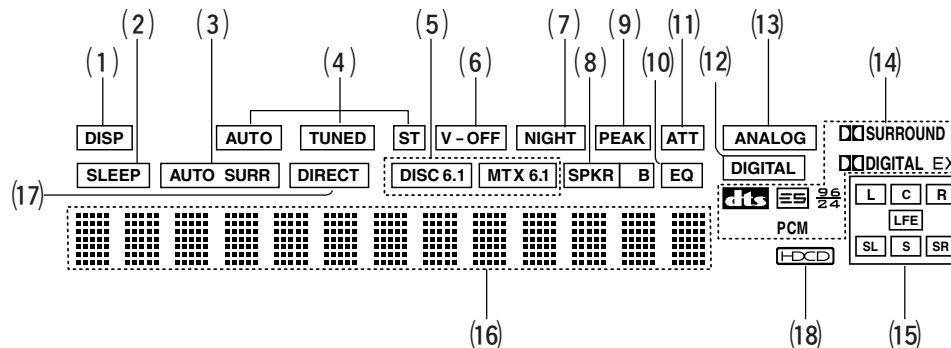 (1) (2) (3) (4) (5) (6) (7) (8) (9) (10) (11) (12) (13) (14)
DISP AUTO TUNED ST V-OFF NIGHT PEAK ATT ANALOG DD SURROUND
SLEEP AUTO SURR DIRECT DISC 6.1 MTX 6.1 SPKR B EQ DIGITAL DD DIGITAL EX
(17)
dts ES 96 24
PCM
L C R
LFE
SL S SR
HDCD
(16) (18) (15)